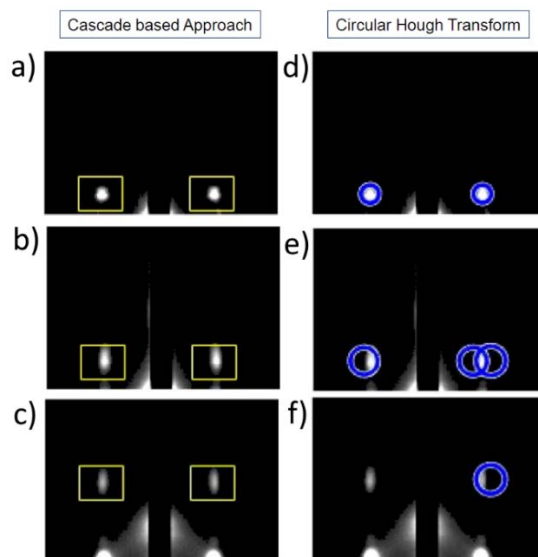 Cascade based Approach
Circular Hough Transform
a)
d)
b)
e)
c)
f)